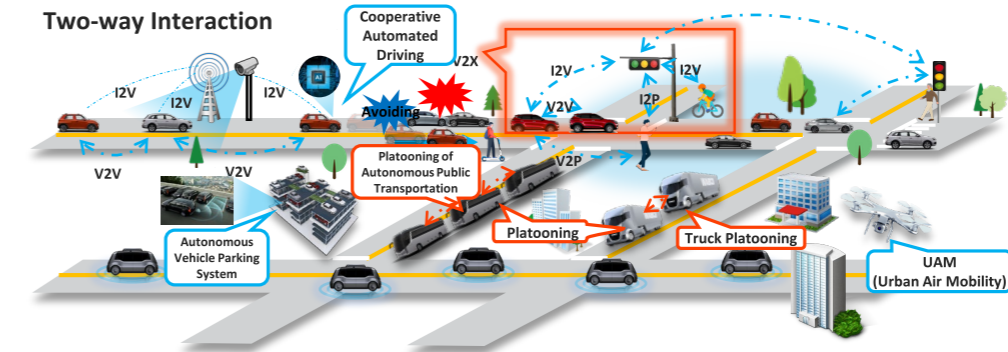 Two-way Interaction
Cooperative
Automated
Driving
AI
V2X
I2V
I2V
I2V
I2V
I2V
V2V
I2P
Avoiding
V2V
V2V
V2P
Platooning of
Autonomous Public
Transportation
Platooning
Truck Platooning
Autonomous
Vehicle Parking
System
UAM
(Urban Air Mobility)